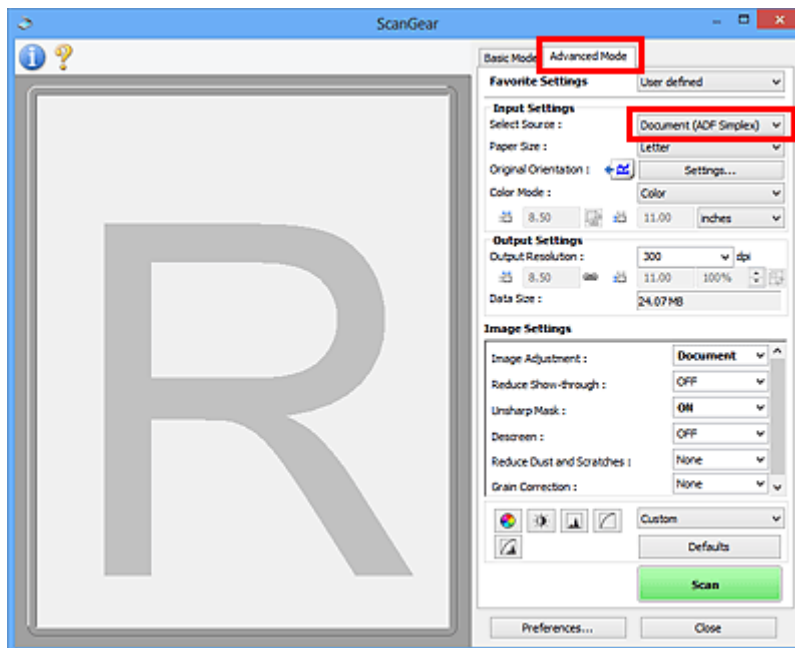 ScanGear
Basic Mode Advanced Mode
Favorite Settings User defined
Input Settings
Select Source : Document (ADF Simplex)
Paper Size : Letter
Original Orientation : Settings...
Color Mode : Color
8.50 11.00 inches
Output Settings
Output Resolution : 300 dpi
8.50 11.00 100%
Data Size : 24.07 MB
Image Settings
Image Adjustment : Document
Reduce Show-through : OFF
Unsharp Mask : ON
Descreen : OFF
Reduce Dust and Scratches : None
Grain Correction : None
R
Custom
Defaults
Scan
Preferences... Close